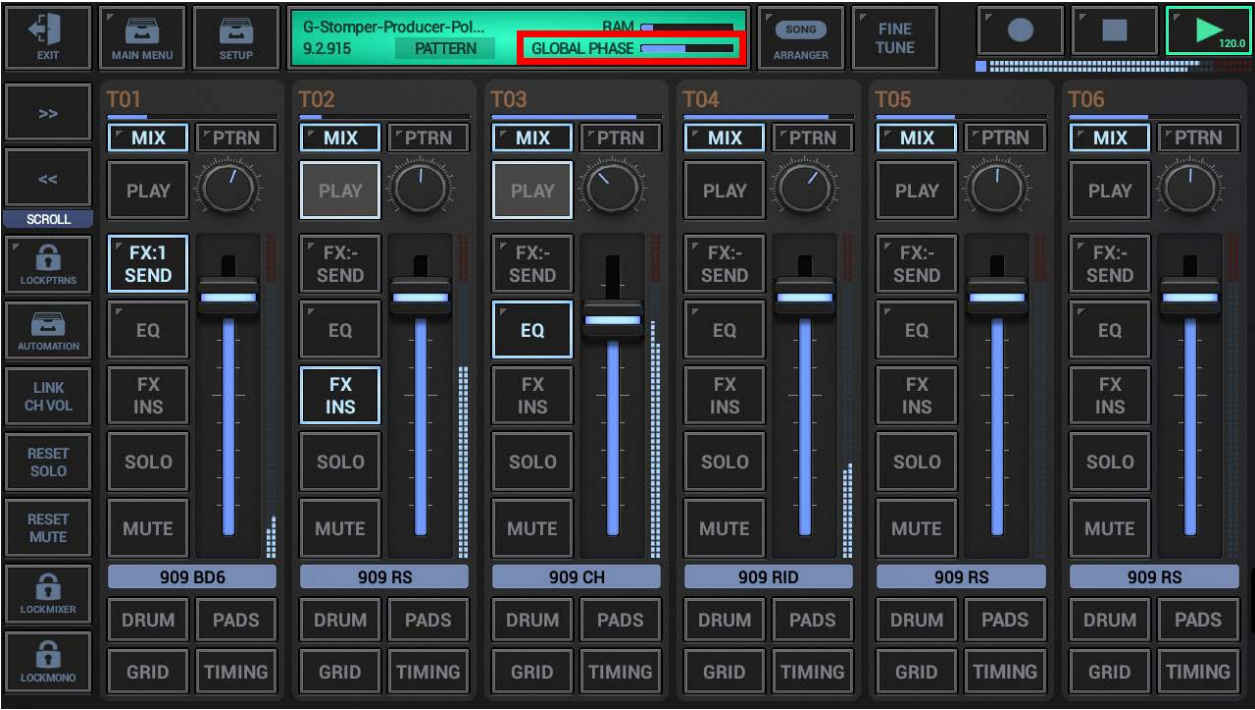 EXIT
MAIN MENU
SETUP
G-Stomper-Producer-Pol...
RAM
9.2.915
PATTERN
GLOBAL PHASE
SONG
ARRANGER
FINE
TUNE
120.0
>>
<<
SCROLL
LOCKPTRNS
AUTOMATION
LINK
CH VOL
RESET
SOLO
RESET
MUTE
LOCKMIXER
LOCKMONO
T01
MIX PTRN
PLAY
FX:1
SEND
EQ
FX
INS
SOLO
MUTE
909 BD6
DRUM PADS
GRID TIMING
T02
MIX PTRN
PLAY
FX:-
SEND
EQ
FX
INS
SOLO
MUTE
909 RS
DRUM PADS
GRID TIMING
T03
MIX PTRN
PLAY
FX:-
SEND
EQ
FX
INS
SOLO
MUTE
909 CH
DRUM PADS
GRID TIMING
T04
MIX PTRN
PLAY
FX:-
SEND
EQ
FX
INS
SOLO
MUTE
909 RID
DRUM PADS
GRID TIMING
T05
MIX PTRN
PLAY
FX:-
SEND
EQ
FX
INS
SOLO
MUTE
909 RS
DRUM PADS
GRID TIMING
T06
MIX PTRN
PLAY
FX:-
SEND
EQ
FX
INS
SOLO
MUTE
909 RS
DRUM PADS
GRID TIMING